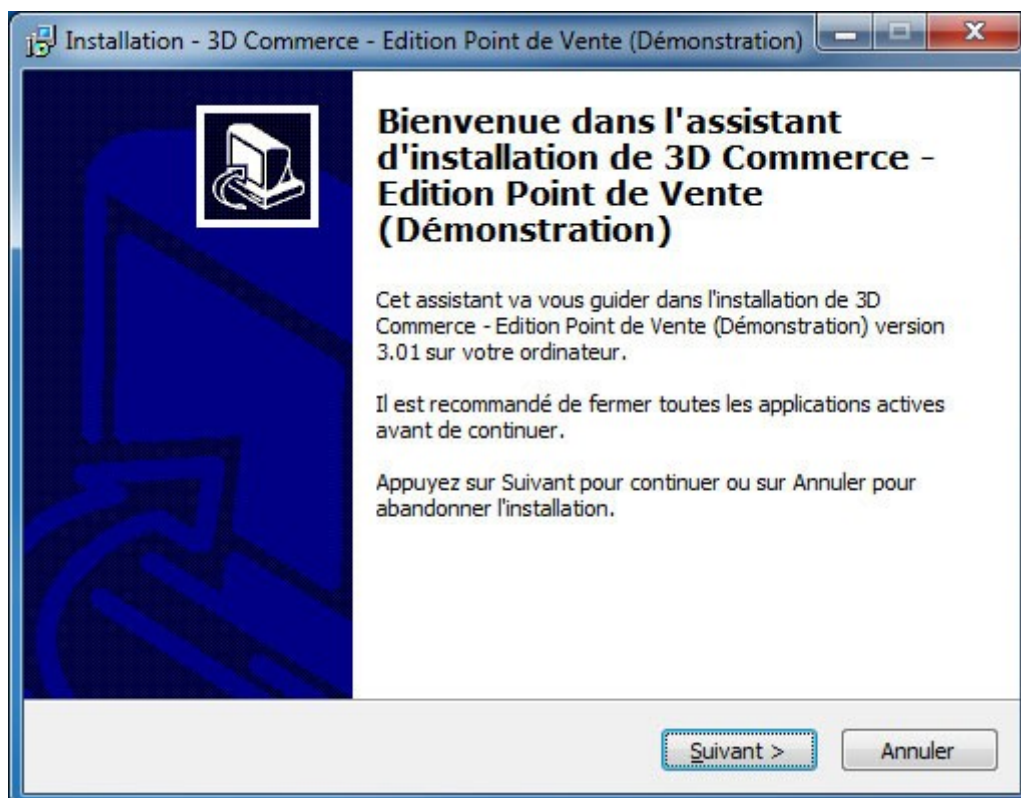 Installation - 3D Commerce - Edition Point de Vente (Démonstration)
Bienvenue dans l'assistant
d'installation de 3D Commerce -
Edition Point de Vente
(Démonstration)
Cet assistant va vous guider dans l'installation de 3D
Commerce - Edition Point de Vente (Démonstration) version
3.01 sur votre ordinateur.
Il est recommandé de fermer toutes les applications actives
avant de continuer.
Appuyez sur Suivant pour continuer ou sur Annuler pour
abandonner l'installation.
Suivant >
Annuler